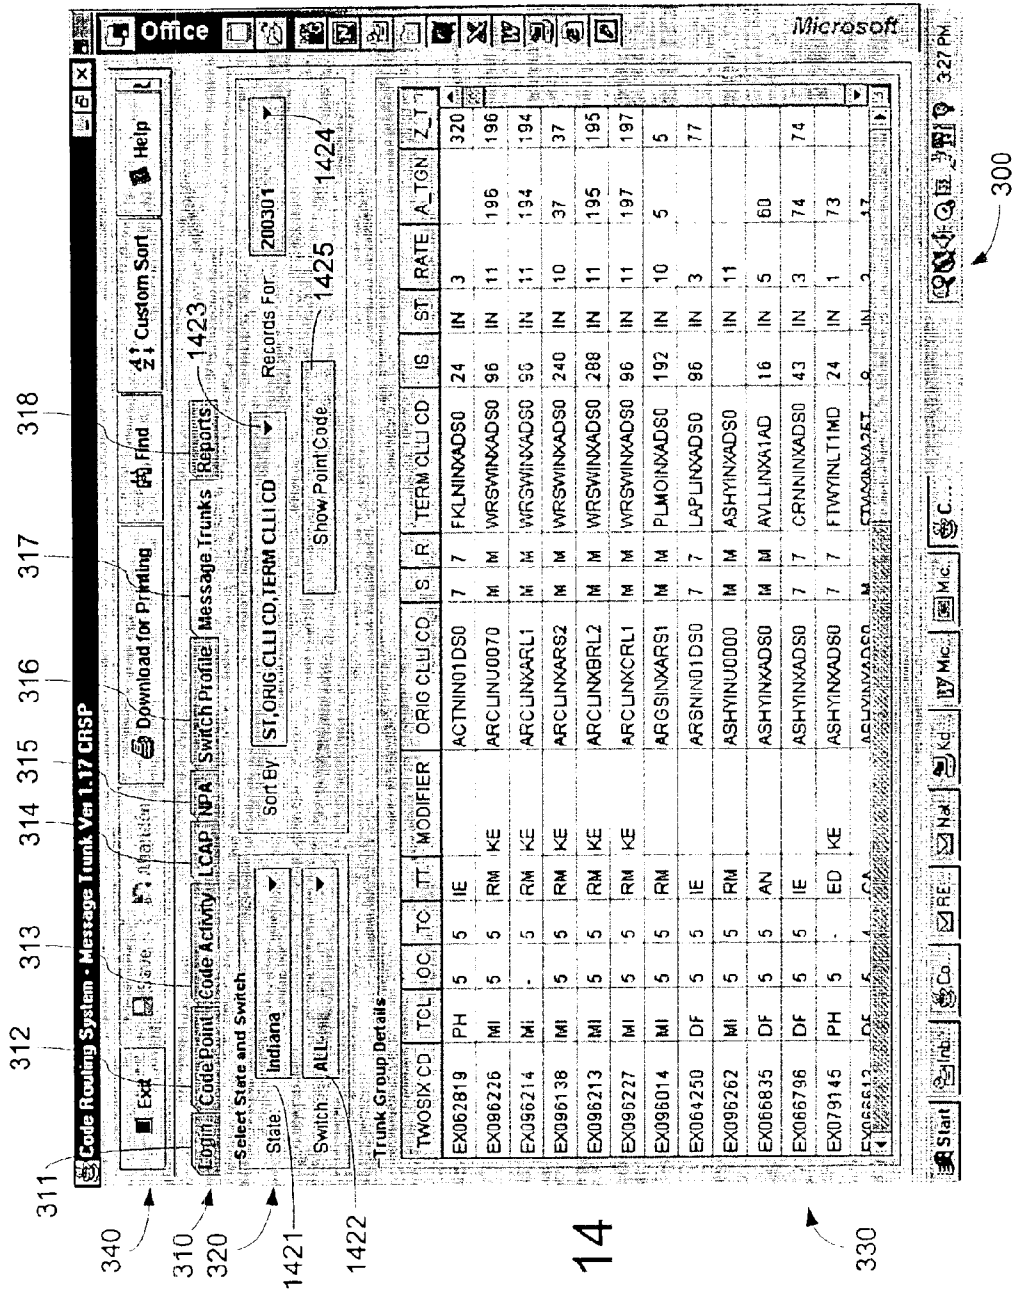 Office
Microsoft
Code Routing System - Message Trunk Ver 1.17 CRSP
Exit
Save
Abandon
Download for Printing
Find
Custom Sort
Help
311
312
313
314
315
316
317
318
340
310
320
Login
Code Point
Code Activity
LCAP
NPA
Switch Profile
Message Trunks
Reports
Select State and Switch
State
Indiana
Switch
ALL
1421
1422
Sort By
ST,ORIG CLLI CD,TERM CLLI CD
1423
Records For
200301
1424
Show Point Code
1425
Trunk Group Details
TWOSIX CD TCL OC TC TT MODIFIER ORIG CLLI CD S R TERM CLLI CD IS ST RATE A_TGN Z_T
EX062819 PH 5 5 IE ACTNIN01DS0 7 7 FKLNINXADS0 24 IN 3 320
EX096226 MI 5 5 RM KE ARCLINU0070 M M WRSWINXADS0 96 IN 11 196 196
EX096214 MI - 5 RM KE ARCLINXARL1 M M WRSWINXADS0 96 IN 11 194 194
EX096138 MI 5 5 RM KE ARCLINXARS2 M M WRSWINXADS0 240 IN 10 37 37
EX096213 MI 5 5 RM KE ARCLINXBRL2 M M WRSWINXADS0 288 IN 11 195 195
EX096227 MI 5 5 RM KE ARCLINXCRL1 M M WRSWINXADS0 96 IN 11 197 197
EX096014 MI 5 5 RM ARGSINXARS1 M M PLMOINXADS0 192 IN 10 5 5
EX064250 DF 5 5 IE ARSNIN01DS0 7 7 LAPLINXADS0 96 IN 3 77
EX096262 MI 5 5 RM ASHYINU0000 M M ASHYINXADS0 IN 11
EX066835 DF 5 5 AN ASHYINXADS0 M M AVLLINXA1AD 16 IN 5 60
EX066796 DF 5 5 IE ASHYINXADS0 7 7 CRNNINXADS0 43 IN 3 74 74
EX079145 PH 5 - ED KE ASHYINXADS0 7 7 FTWYINLT1MD 24 IN 1 73
Start
Inb...
Co...
RE...
Nat...
Kd...
Mic...
Mic...
C...
3:27 PM
300
330
14